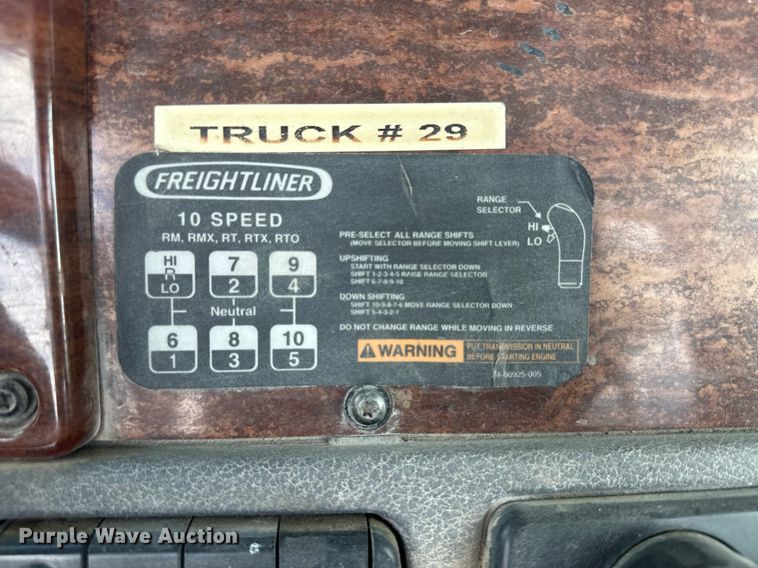 TRUCK # 29
FREIGHTLINER
10 SPEED
RM, RMX, RT, RTX, RTO
HI
R
LO
7
2
9
4
Neutral
6
1
8
3
10
5
RANGE
SELECTOR
HI
LO
PRE-SELECT ALL RANGE SHIFTS
(MOVE SELECTOR BEFORE MOVING SHIFT LEVER)
UPSHIFTING
START WITH RANGE SELECTOR DOWN
SHIFT 1-2-3-4-5 RAISE RANGE SELECTOR
SHIFT 6-7-8-9-10
DOWN SHIFTING
SHIFT 10-9-8-7-6 MOVE RANGE SELECTOR DOWN
SHIFT 5-4-3-2-1
DO NOT CHANGE RANGE WHILE MOVING IN REVERSE
WARNING
PUT TRANSMISSION IN NEUTRAL
BEFORE STARTING ENGINE
24-00925-005
Purple Wave Auction